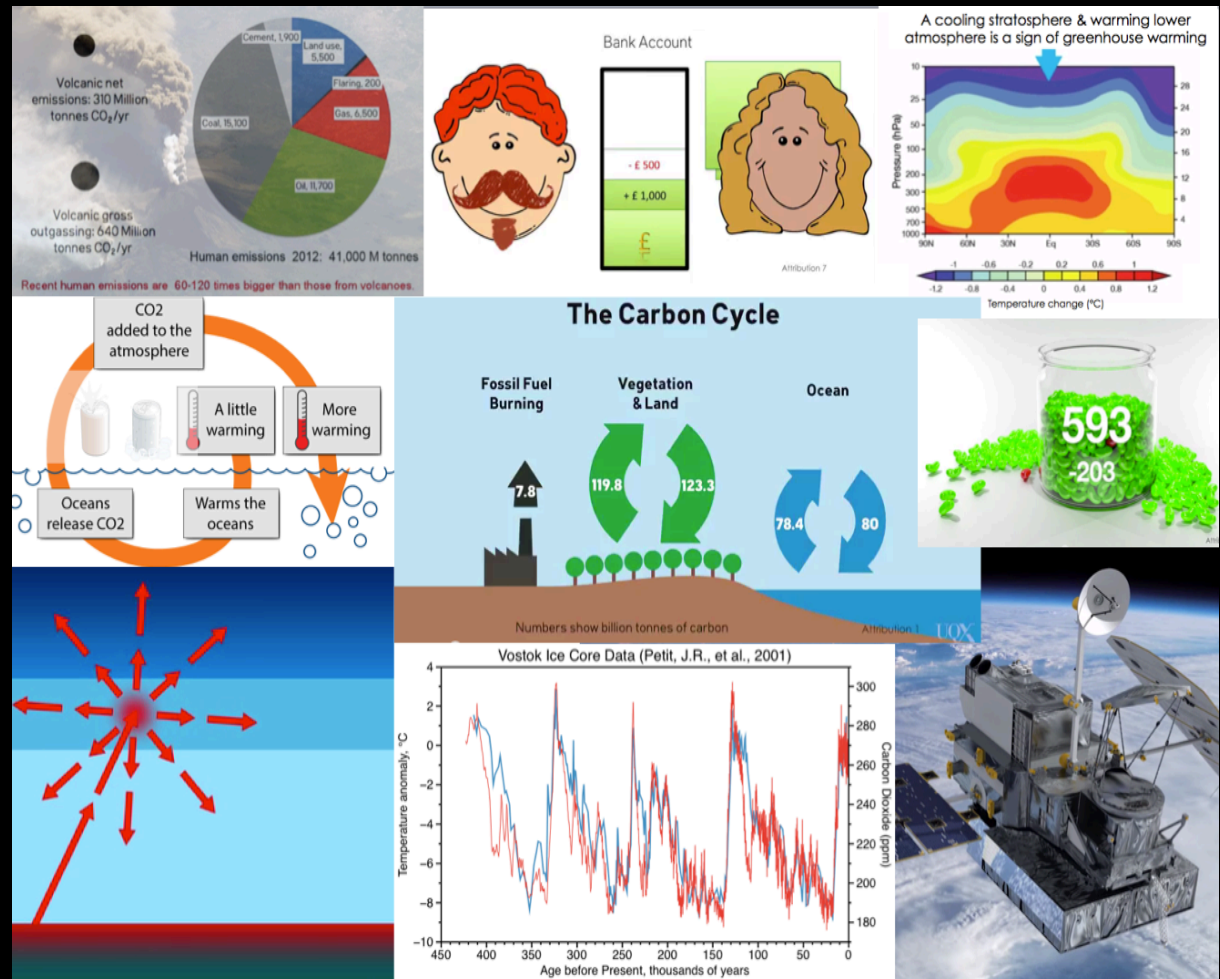 Volcanic net
emissions: 310 Million
tonnes CO₂/yr
Volcanic gross
outgassing: 640 Million
tonnes CO₂/yr
Cement, 1,900
Land use,
5,500
Flaring, 200
Gas, 6,500
Coal, 15,100
Oil, 11,700
Human emissions 2012: 41,000 M tonnes
Recent human emissions are 60-120 times bigger than those from volcanoes.
Bank Account
- £ 500
+ £ 1,000
£
Attribution 7
A cooling stratosphere & warming lower
atmosphere is a sign of greenhouse warming
Pressure (hPa)
10
25
50
100
200
300
500
700
1000
28
24
20
16
12
8
4
90N 60N 30N Eq 30S 60S 90S
-1 -0.6 -0.2 0.2 0.6 1
-1.2 -0.8 -0.4 0 0.4 0.8 1.2
Temperature change (°C)
CO2
added to the
atmosphere
A little
warming
More
warming
Oceans
release CO2
Warms the
oceans
The Carbon Cycle
Fossil Fuel
Burning
Vegetation
& Land
Ocean
7.8
119.8
123.3
78.4
80
Numbers show billion tonnes of carbon
Attribution 1
UQX
593
-203
Vostok Ice Core Data (Petit, J.R., et al., 2001)
Temperature anomaly, °C
4
2
0
−2
−4
−6
−8
−10
Carbon Dioxide (ppm)
300
280
260
240
220
200
180
450 400 350 300 250 200 150 100 50 0
Age before Present, thousands of years